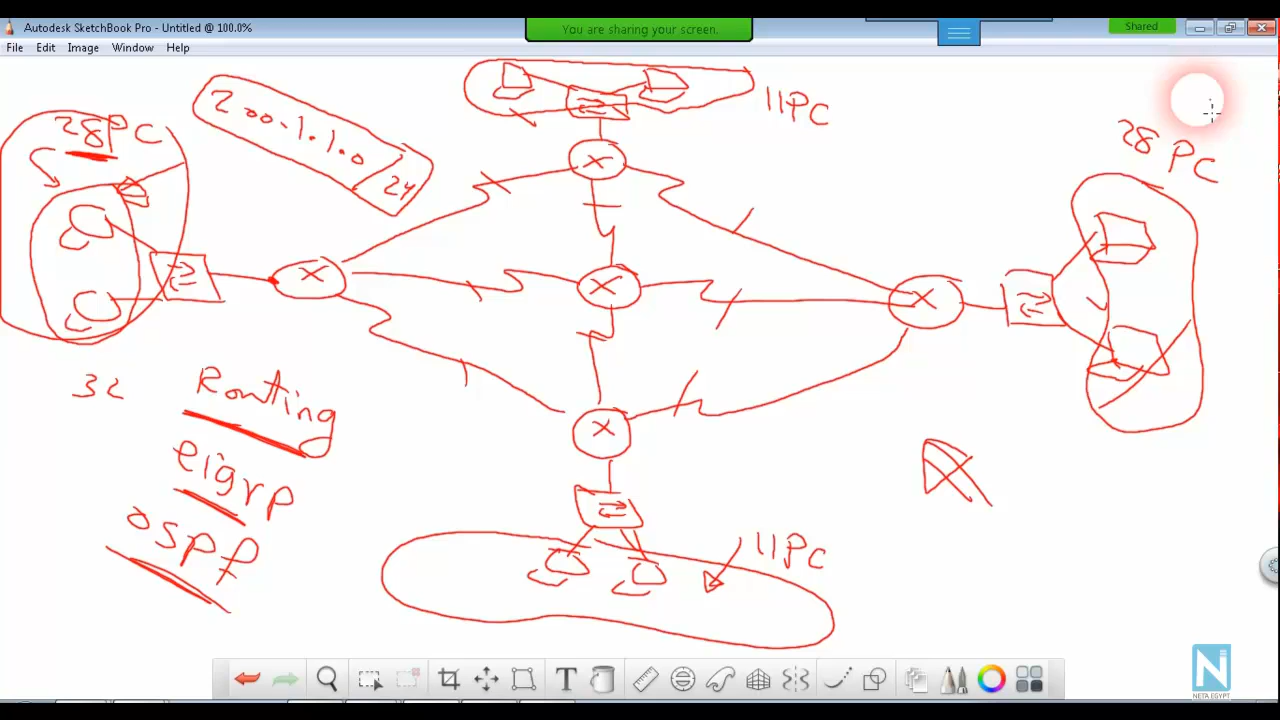 Autodesk SketchBook Pro - Untitled @ 100.0%
You are sharing your screen.
Shared
File Edit Image Window Help
11PC
28PC
200.1.1.0/24
28 PC
32
Routing
eigrp
ospf
11PC
T
N
NETA EGYPT